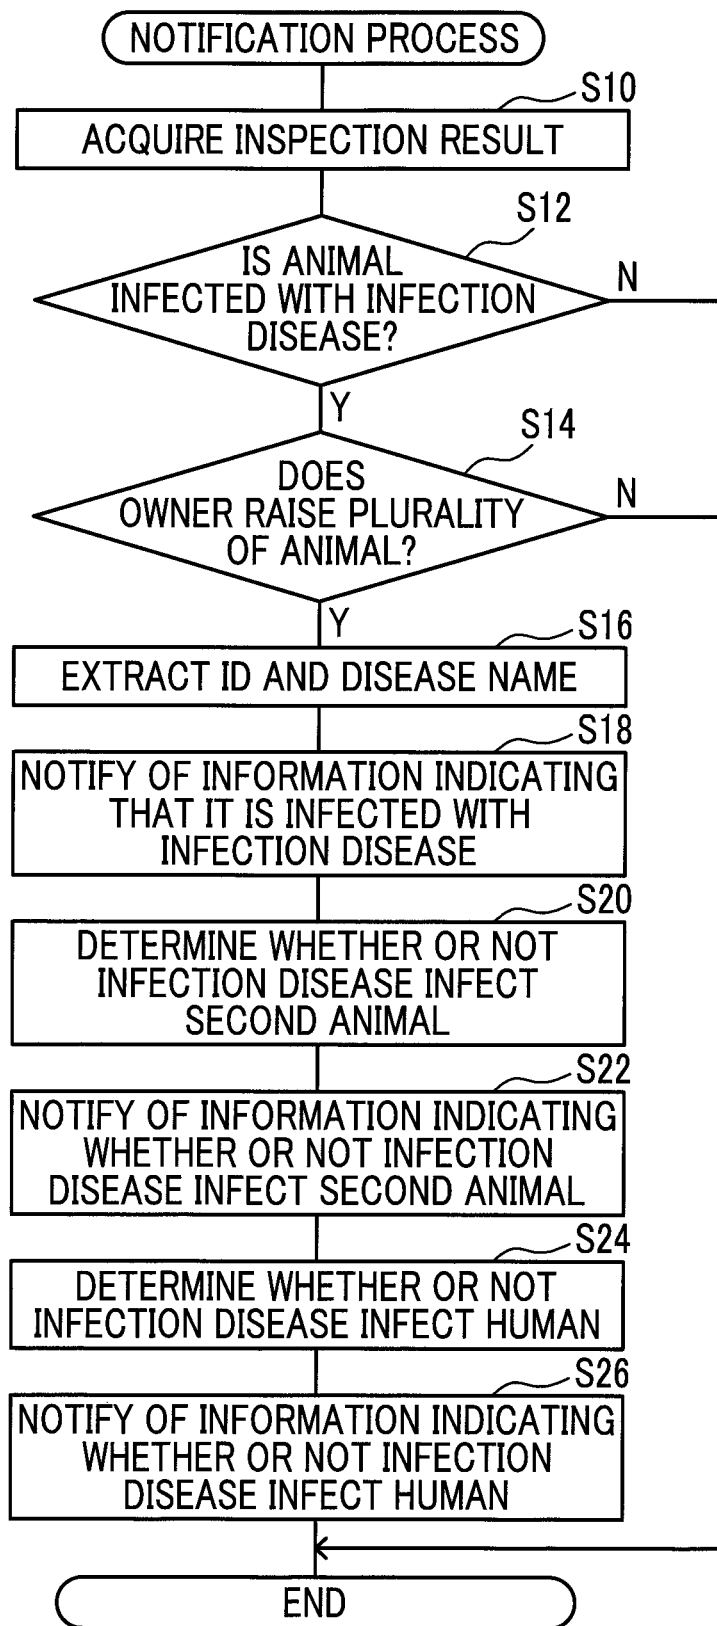 NOTIFICATION PROCESS
S10
ACQUIRE INSPECTION RESULT
S12
IS ANIMAL
INFECTED WITH INFECTION
DISEASE?
N
Y
S14
DOES
OWNER RAISE PLURALITY
OF ANIMAL?
N
Y
S16
EXTRACT ID AND DISEASE NAME
S18
NOTIFY OF INFORMATION INDICATING
THAT IT IS INFECTED WITH
INFECTION DISEASE
S20
DETERMINE WHETHER OR NOT
INFECTION DISEASE INFECT
SECOND ANIMAL
S22
NOTIFY OF INFORMATION INDICATING
WHETHER OR NOT INFECTION
DISEASE INFECT SECOND ANIMAL
S24
DETERMINE WHETHER OR NOT
INFECTION DISEASE INFECT HUMAN
S26
NOTIFY OF INFORMATION INDICATING
WHETHER OR NOT INFECTION
DISEASE INFECT HUMAN
END